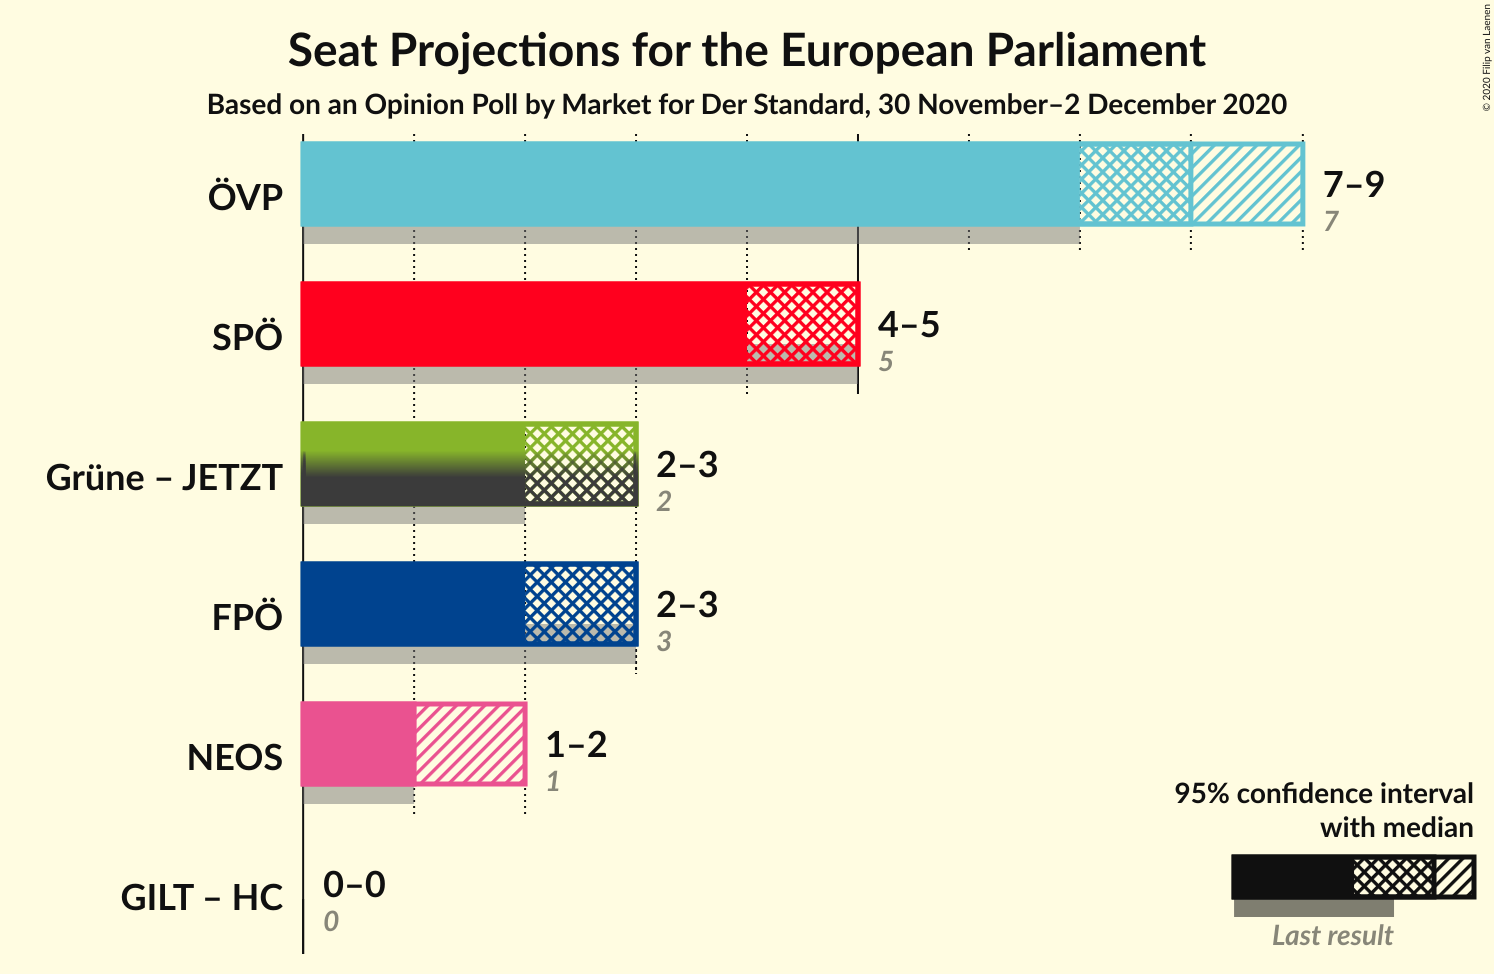 Seat Projections for the European Parliament
Based on an Opinion Poll by Market for Der Standard, 30 November–2 December 2020
© 2020 Filip van Laenen
ÖVP
7–9
7
SPÖ
4–5
5
Grüne – JETZT
2–3
2
FPÖ
2–3
3
NEOS
1–2
1
GILT – HC
0–0
0
95% confidence interval
with median
Last result